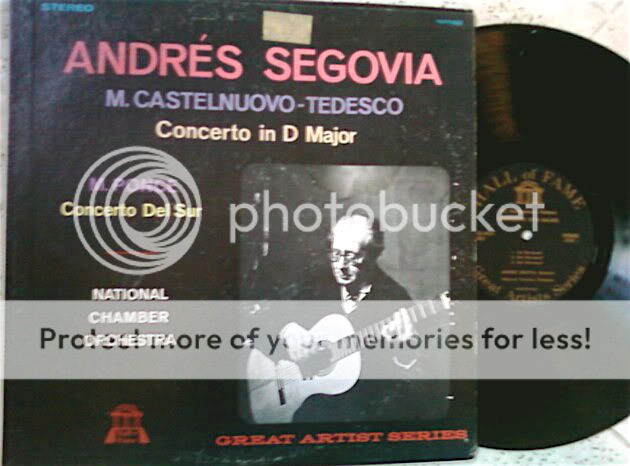 STEREO
ANDRÉS SEGOVIA
M. CASTELNUOVO-TEDESCO
Concerto in D Major
M. PONCE
Concerto Del Sur
NATIONAL
CHAMBER
ORCHESTRA
GREAT ARTIST SERIES
HALL of FAME
Great Artists Series
photobucket
Protect more of your memories for less!